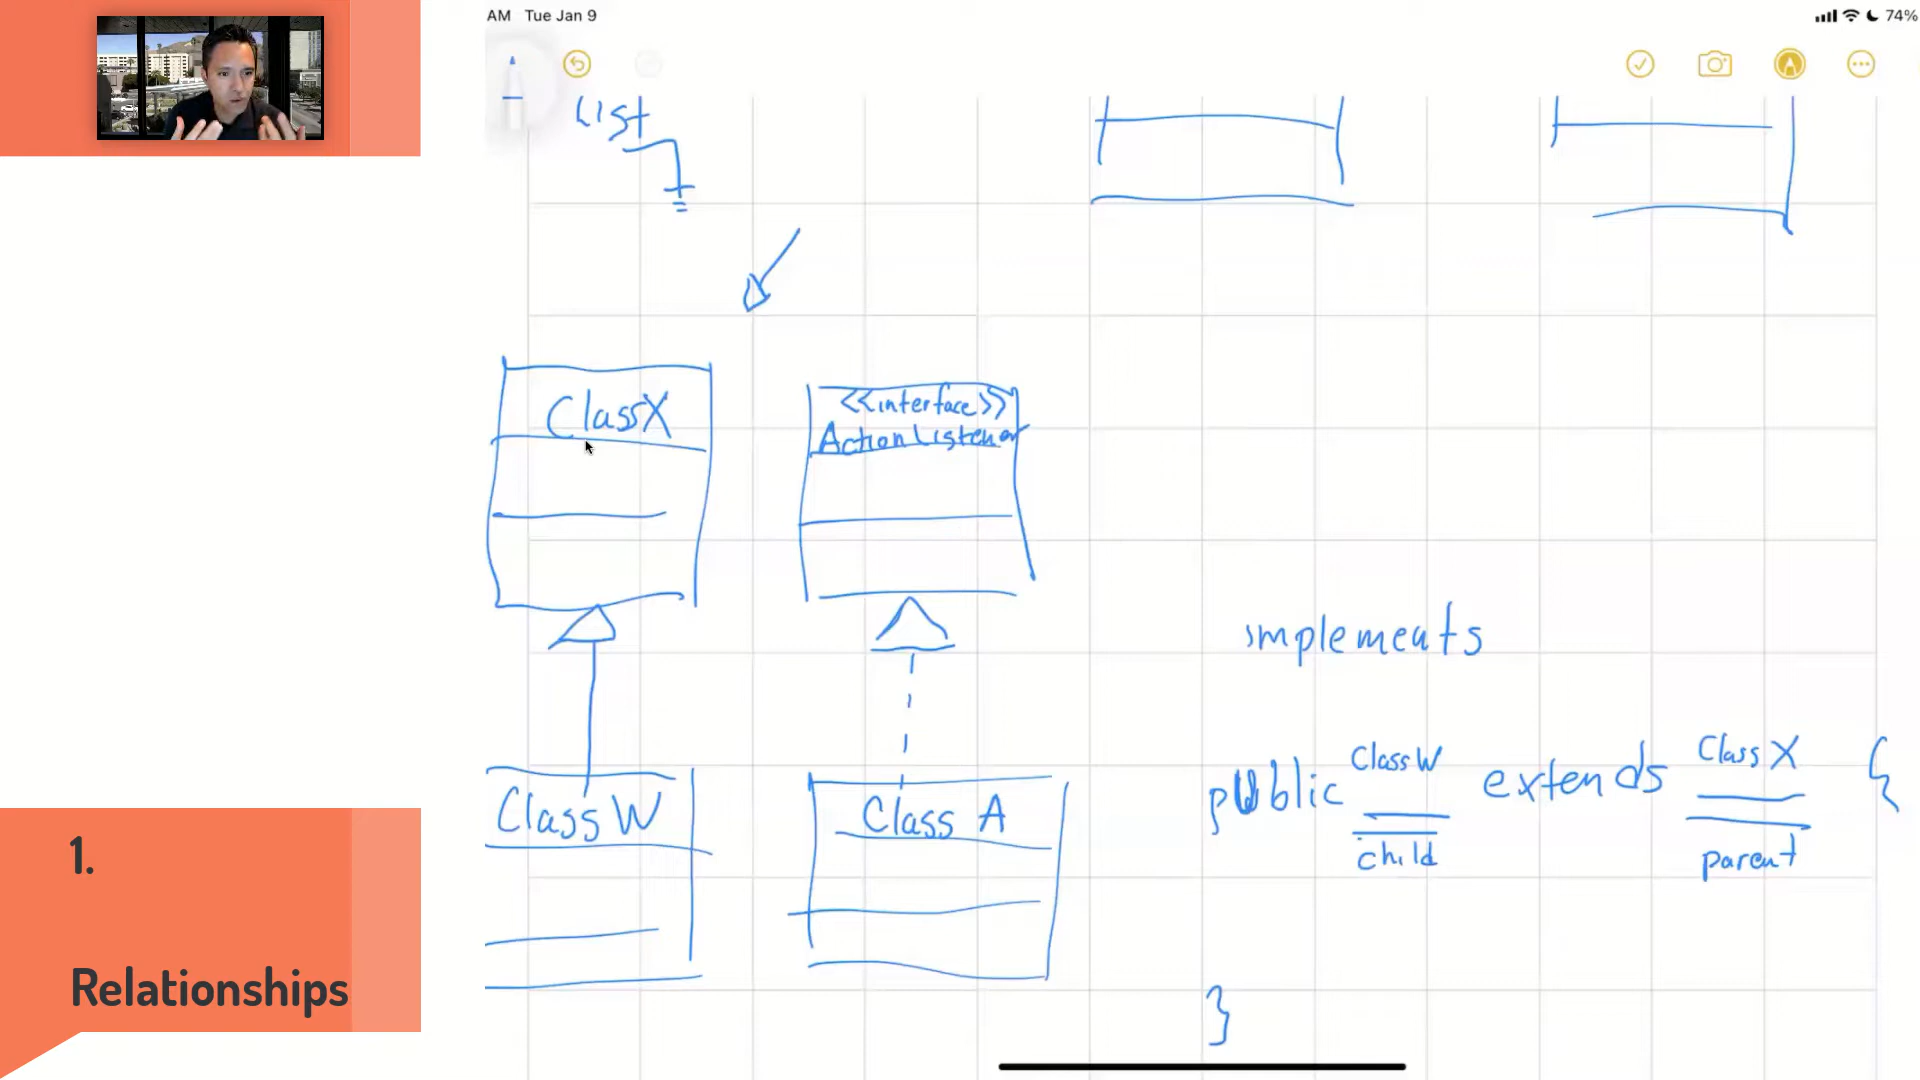 AM Tue Jan 9
74%
List
ClassX
<<interface>>
ActionListener
implements
public ClassW extends Class X {
child
parent
Class W
Class A
}
1.
Relationships